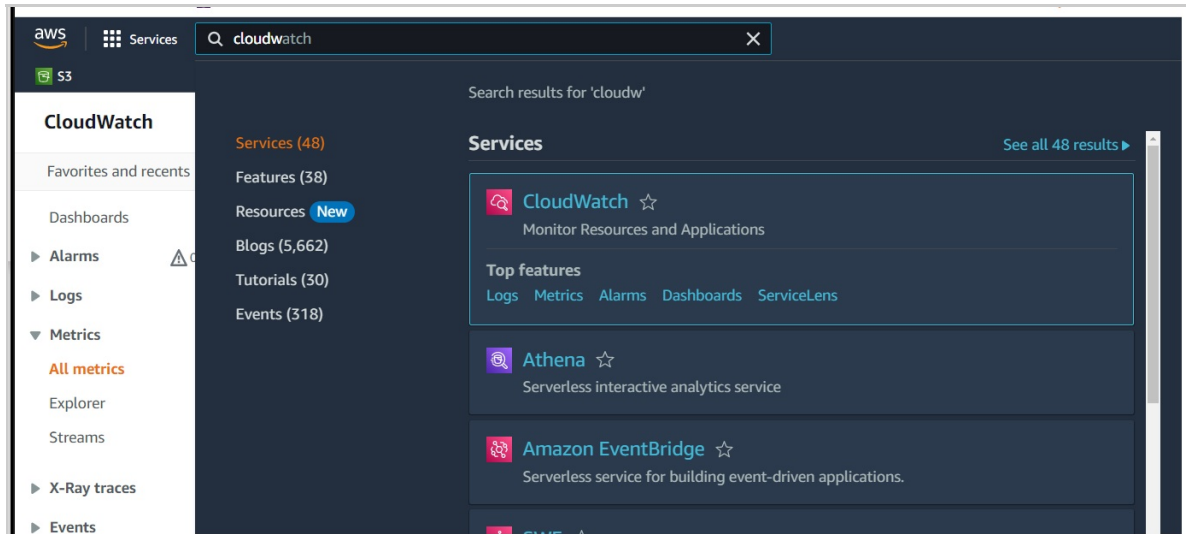 aws
Services
cloudwatch
S3
CloudWatch
Favorites and recents
Dashboards
Alarms
Logs
Metrics
All metrics
Explorer
Streams
X-Ray traces
Events
Search results for 'cloudw'
Services (48)
Features (38)
Resources New
Blogs (5,662)
Tutorials (30)
Events (318)
Services
See all 48 results
CloudWatch
Monitor Resources and Applications
Top features
Logs Metrics Alarms Dashboards ServiceLens
Athena
Serverless interactive analytics service
Amazon EventBridge
Serverless service for building event-driven applications.
SWF